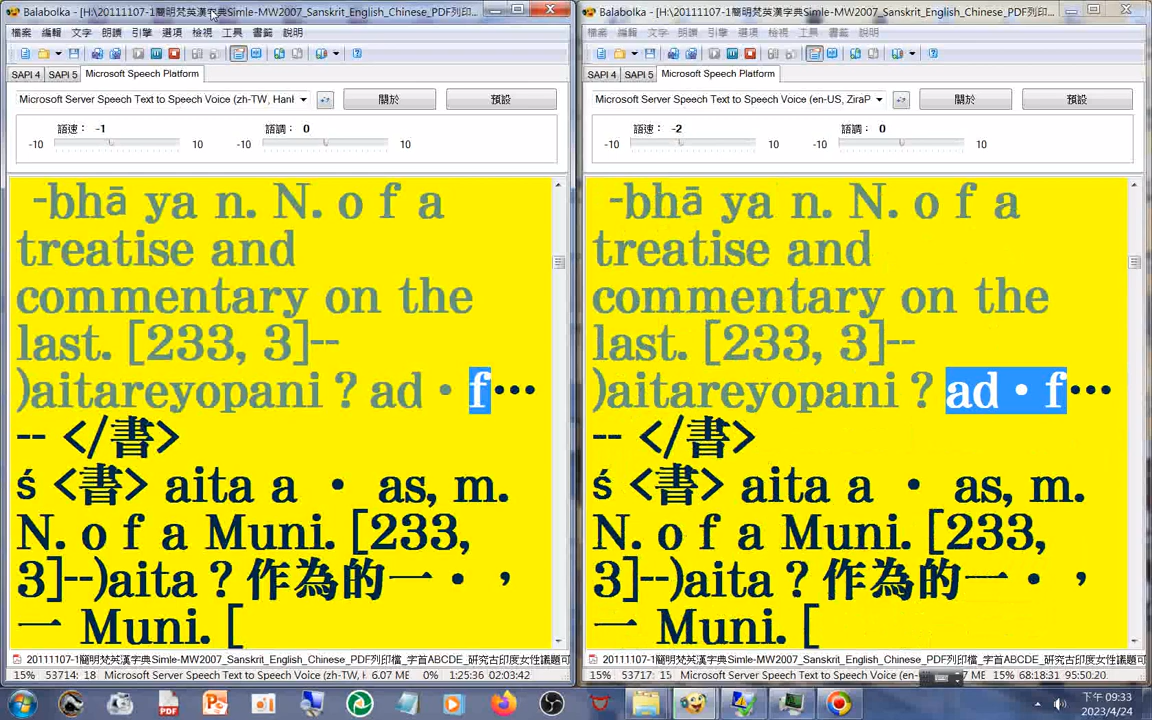 Balabolka - [H:\20111107-1簡明梵英漢字典Simle-MW2007_Sanskrit_English_Chinese_PDF列印...
檔案 編輯 文字 朗讀 引擎 選項 檢視 工具 書籤 說明
SAPI 4 SAPI 5 Microsoft Speech Platform
Microsoft Server Speech Text to Speech Voice (zh-TW, Hanl 關於 預設
語速： -1 語調： 0
-10 10 -10 10
-bhā ya n. N. o f a
treatise and
commentary on the
last. [233, 3]--
)aitareyopani？ad・f…
-- </書>
ś <書> aita a ・ as, m.
N. o f a Muni. [233,
3]--)aita？作為的一・，
一 Muni. [
20111107-1簡明梵英漢字典Simle-MW2007_Sanskrit_English_Chinese_PDF列印檔_字首ABCDE_研究古印度女性議題可
15% 53714: 18 Microsoft Server Speech Text to Speech Voice (zh-TW, H 6.07 MB 0% 1:25:36 02:03:42
Balabolka - [H:\20111107-1簡明梵英漢字典Simle-MW2007_Sanskrit_English_Chinese_PDF列印...
檔案 編輯 文字 朗讀 引擎 選項 檢視 工具 書籤 說明
SAPI 4 SAPI 5 Microsoft Speech Platform
Microsoft Server Speech Text to Speech Voice (en-US, ZiraP 關於 預設
語速： -2 語調： 0
-10 10 -10 10
-bhā ya n. N. o f a
treatise and
commentary on the
last. [233, 3]--
)aitareyopani？ad・f…
-- </書>
ś <書> aita a ・ as, m.
N. o f a Muni. [233,
3]--)aita？作為的一・，
一 Muni. [
20111107-1簡明梵英漢字典Simle-MW2007_Sanskrit_English_Chinese_PDF列印檔_字首ABCDE_研究古印度女性議題可
15% 53717: 15 Microsoft Server Speech Text to Speech Voice (en-U ME 15% 68:18:31 95:50:20
下午 09:33
2023/4/24